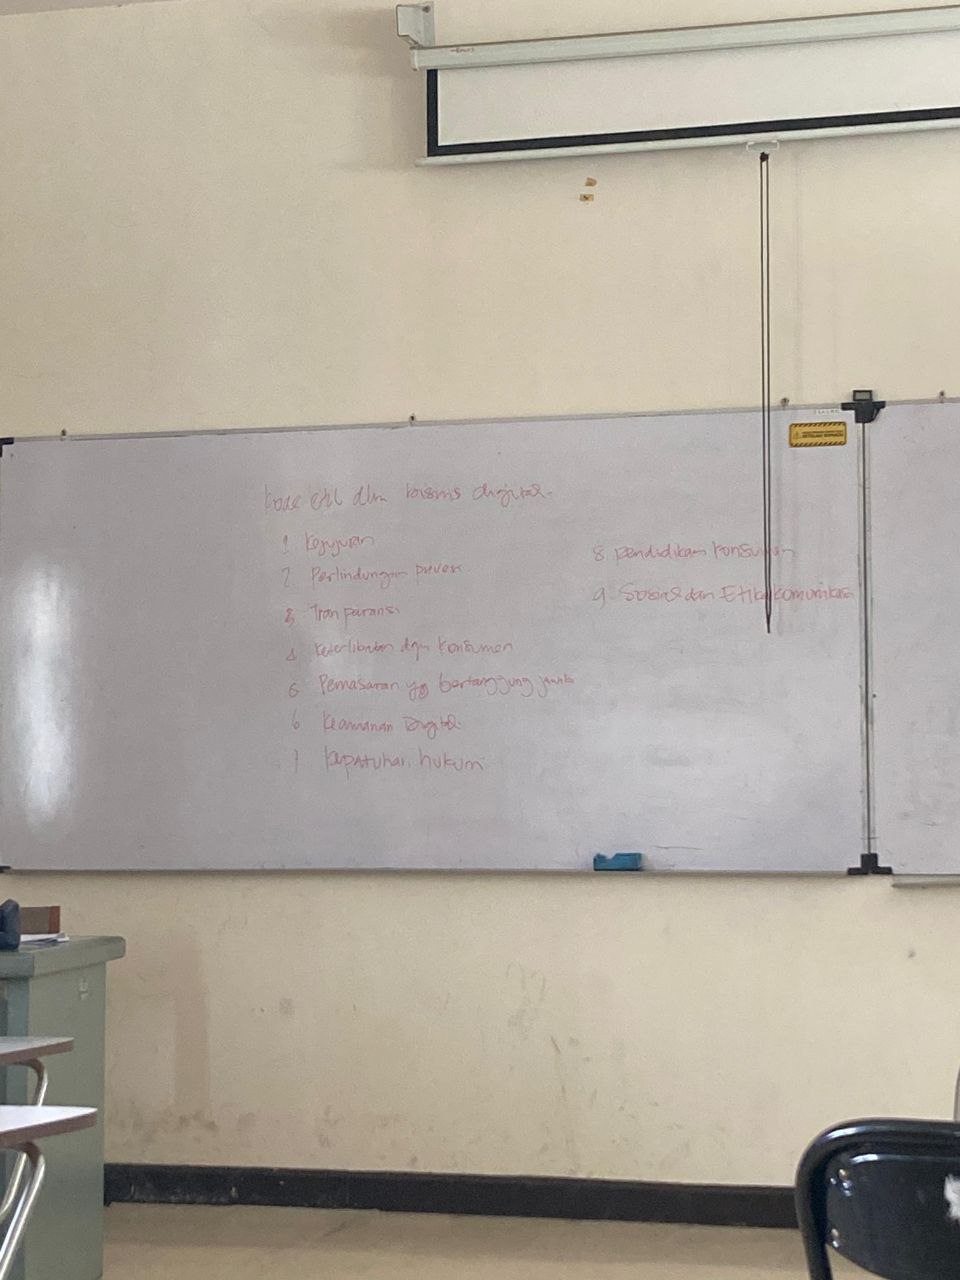 kode etik dlm bisnis digital.
1 Kejujuran
2 Perlindungan privasi
3 Tranparansi
4 keterlibatan dgn konsumen
5 Pemasaran yg bertanggung jawab
6 Keamanan Digital
7 kepatuhan hukum
8 pendidikan konsumen
9. Sosial dan Etika komunikasi